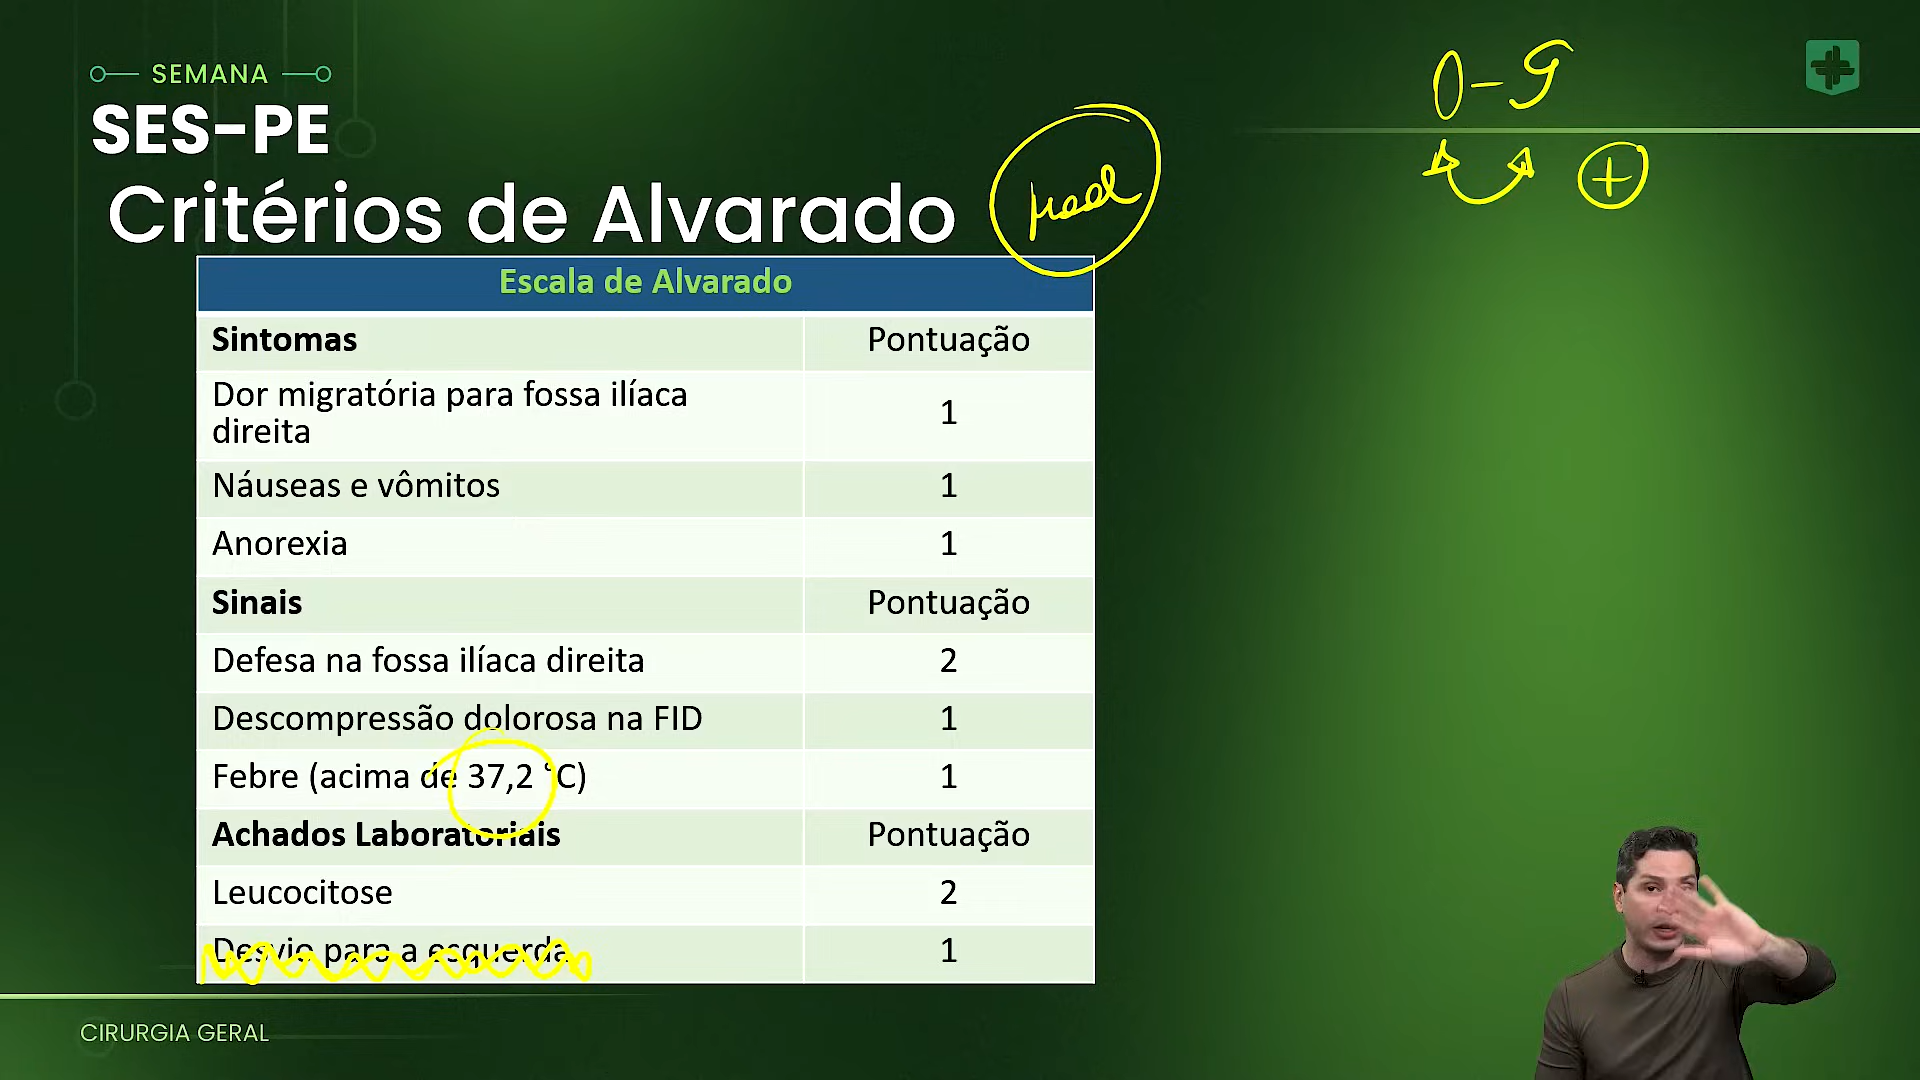 SEMANA
SES-PE
Critérios de Alvarado
0-9
+
Escala de Alvarado
Sintomas Pontuação
Dor migratória para fossa ilíaca
direita 1
Náuseas e vômitos 1
Anorexia 1
Sinais Pontuação
Defesa na fossa ilíaca direita 2
Descompressão dolorosa na FID 1
Febre (acima de 37,2 °C) 1
Achados Laboratoriais Pontuação
Leucocitose 2
Desvio para a esquerda 1
CIRURGIA GERAL